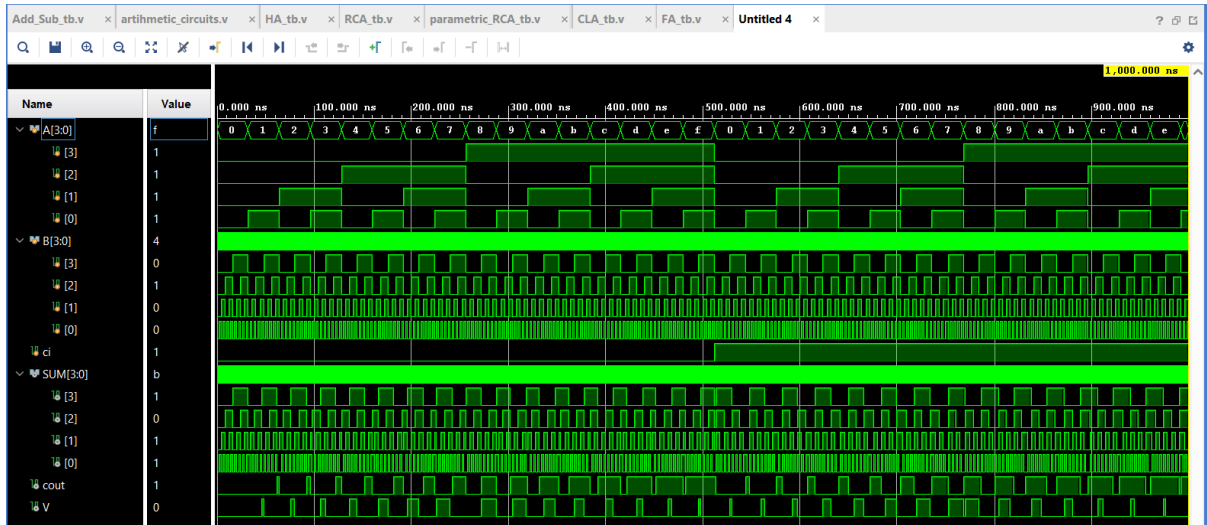 Add_Sub_tb.v × artihmetic_circuits.v × HA_tb.v × RCA_tb.v × parametric_RCA_tb.v × CLA_tb.v × FA_tb.v × Untitled 4 × ?
1,000.000 ns
Name Value 0.000 ns 100.000 ns 200.000 ns 300.000 ns 400.000 ns 500.000 ns 600.000 ns 700.000 ns 800.000 ns 900.000 ns
A[3:0] f 0 1 2 3 4 5 6 7 8 9 a b c d e f 0 1 2 3 4 5 6 7 8 9 a b c d e
[3] 1
[2] 1
[1] 1
[0] 1
B[3:0] 4
[3] 0
[2] 1
[1] 0
[0] 0
ci 1
SUM[3:0] b
[3] 1
[2] 0
[1] 1
[0] 1
cout 1
V 0